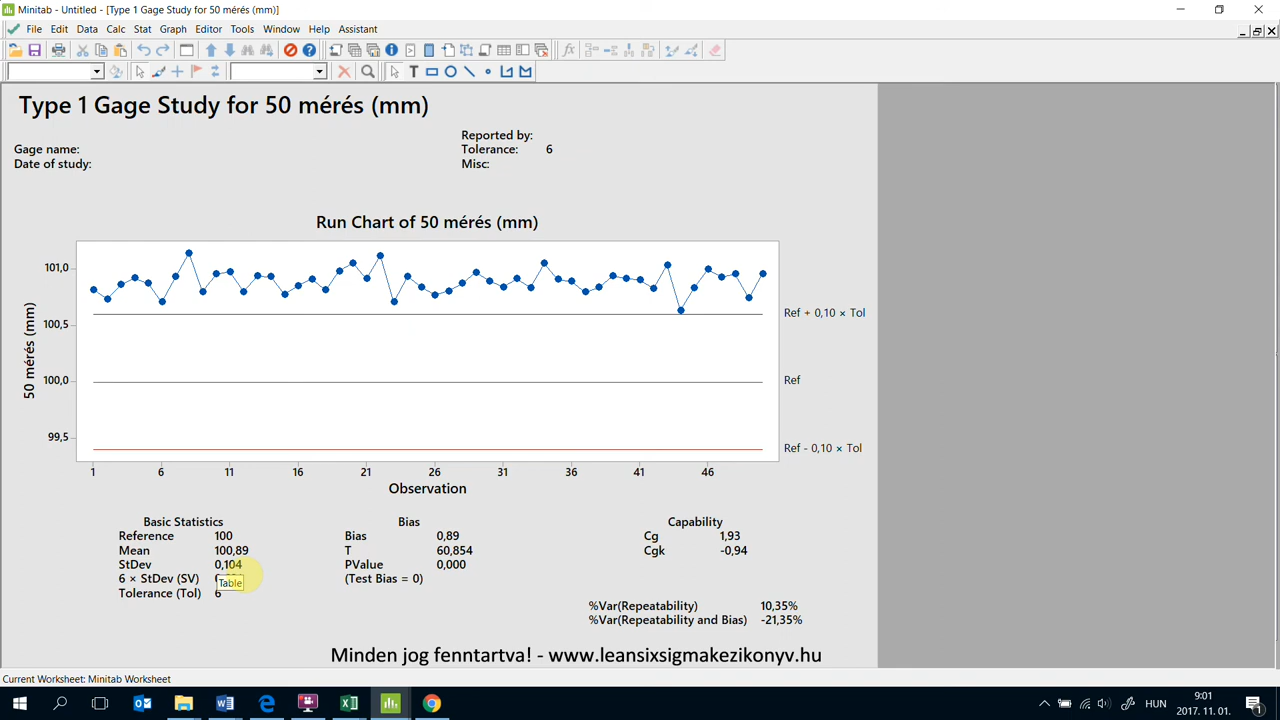 Minitab - Untitled - [Type 1 Gage Study for 50 mérés (mm)]
File Edit Data Calc Stat Graph Editor Tools Window Help Assistant
Type 1 Gage Study for 50 mérés (mm)
Reported by:
Gage name:
Tolerance: 6
Date of study:
Misc:
Run Chart of 50 mérés (mm)
50 mérés (mm)
101,0
100,5
100,0
99,5
Ref + 0,10 × Tol
Ref
Ref - 0,10 × Tol
1 6 11 16 21 26 31 36 41 46
Observation
Basic Statistics
Reference 100
Mean 100,89
StDev 0,104
6 × StDev (SV)
Tolerance (Tol) 6
Table
Bias
Bias 0,89
T 60,854
PValue 0,000
(Test Bias = 0)
Capability
Cg 1,93
Cgk -0,94
%Var(Repeatability) 10,35%
%Var(Repeatability and Bias) -21,35%
Minden jog fenntartva! - www.leansixsigmakezikonyv.hu
Current Worksheet: Minitab Worksheet
HUN
9:01
2017. 11. 01.